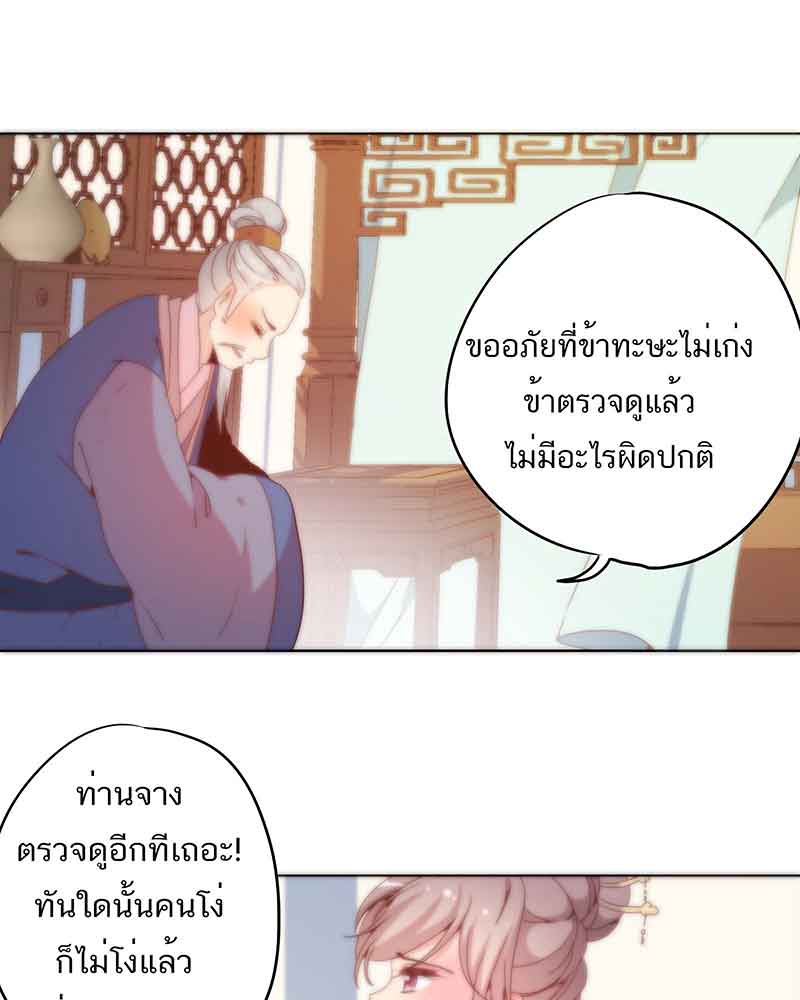 ขออภัยที่ข้าทะษะไม่เก่ง
ข้าตรวจดูแล้ว
ไม่มีอะไรผิดปกติ
ท่านจาง
ตรวจดูอีกทีเถอะ!
ทันใดนั้นคนโง่
ก็ไม่โง่แล้ว